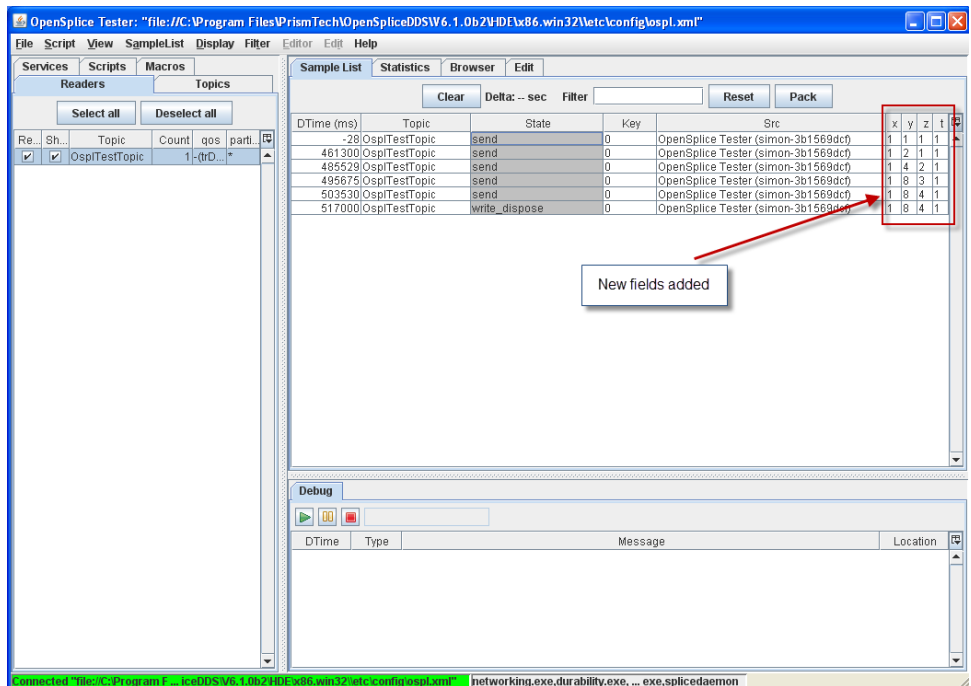 OpenSplice Tester: "file://C:\Program Files\PrismTech\OpenSpliceDDS\V6.1.0b2\HDE\x86.win32\\etc\config\ospl.xml"
File Script View SampleList Display Filter Editor Edit Help
Services Scripts Macros
Readers Topics
Select all Deselect all
Re... Sh... Topic Count qos parti...
OsplTestTopic 1 -(trD... *
Sample List Statistics Browser Edit
Clear Delta: -- sec Filter Reset Pack
DTime (ms) Topic State Key Src x y z t
-28 OsplTestTopic send 0 OpenSplice Tester (simon-3b1569dcf) 1 1 1 1
461300 OsplTestTopic send 0 OpenSplice Tester (simon-3b1569dcf) 1 2 1 1
485529 OsplTestTopic send 0 OpenSplice Tester (simon-3b1569dcf) 1 4 2 1
495675 OsplTestTopic send 0 OpenSplice Tester (simon-3b1569dcf) 1 8 3 1
503530 OsplTestTopic send 0 OpenSplice Tester (simon-3b1569dcf) 1 8 4 1
517000 OsplTestTopic write_dispose 0 OpenSplice Tester (simon-3b1569dcf) 1 8 4 1
New fields added
Debug
DTime Type Message Location
Connected "file://C:\Program F ... iceDDS\V6.1.0b2\HDE\x86.win32\\etc\config\ospl.xml" networking.exe,durability.exe, ... exe,splicedaemon